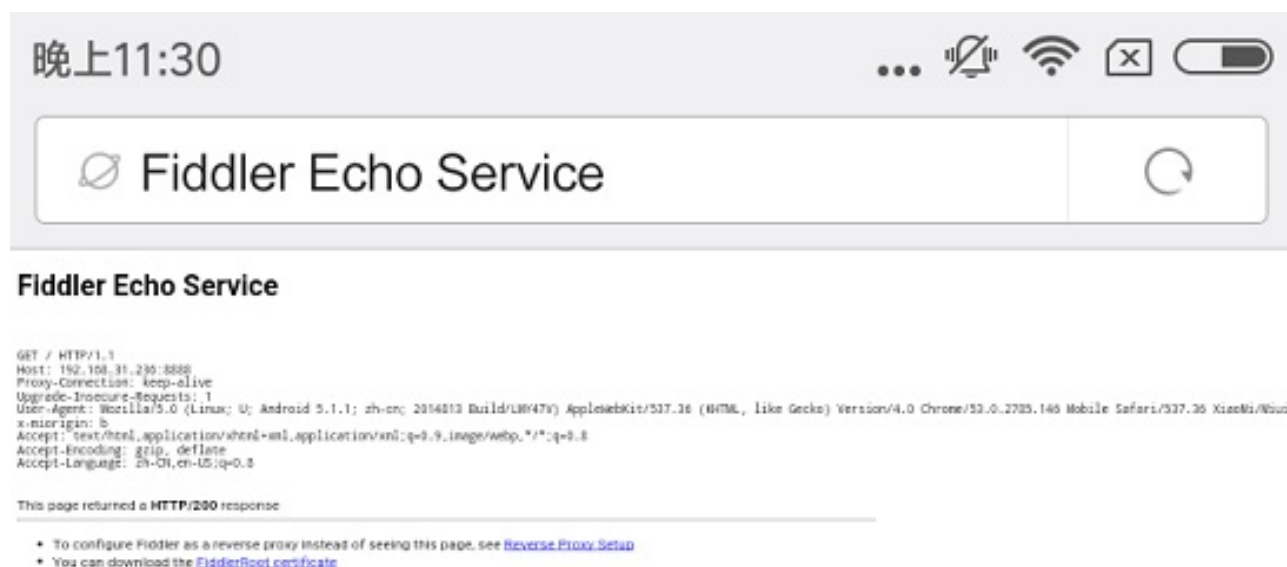 晚上11:30
Fiddler Echo Service
Fiddler Echo Service
GET / HTTP/1.1
Host: 192.168.31.236:8888
Proxy-Connection: keep-alive
Upgrade-Insecure-Requests: 1
User-Agent: Mozilla/5.0 (Linux; U; Android 5.1.1; zh-cn; 2014813 Build/LMY47V) AppleWebKit/537.36 (KHTML, like Gecko) Version/4.0 Chrome/53.0.2785.146 Mobile Safari/537.36 XiaoMi/Miui
x-miorigin: b
Accept: text/html,application/xhtml+xml,application/xml;q=0.9,image/webp,*/*;q=0.8
Accept-Encoding: gzip, deflate
Accept-Language: zh-CN,en-US;q=0.8
This page returned a HTTP/200 response
• To configure Fiddler as a reverse proxy instead of seeing this page, see Reverse Proxy Setup
• You can download the FiddlerRoot certificate